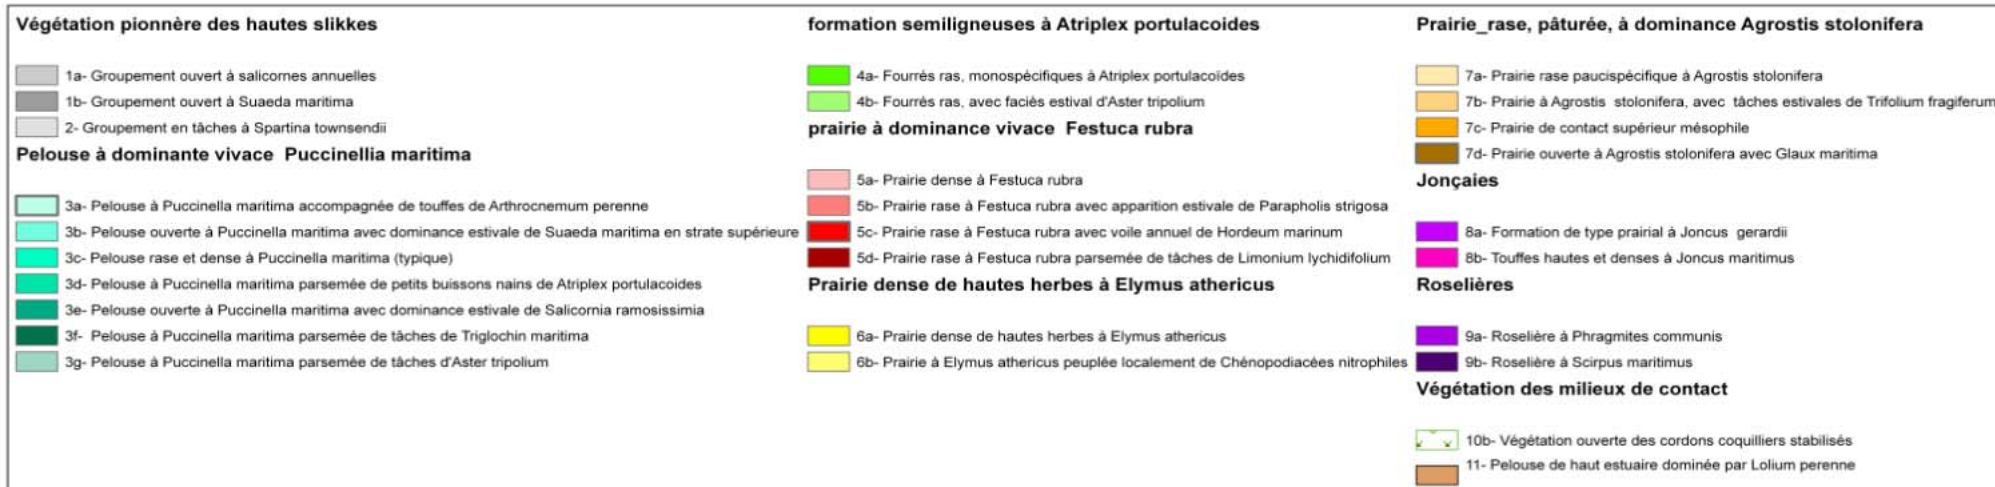 Végétation pionnère des hautes slikkes
1a- Groupement ouvert à salicornes annuelles
1b- Groupement ouvert à Suaeda maritima
2- Groupement en tâches à Spartina townsendii
Pelouse à dominante vivace Puccinellia maritima
3a- Pelouse à Puccinella maritima accompagnée de touffes de Arthrocnemum perenne
3b- Pelouse ouverte à Puccinella maritima avec dominance estivale de Suaeda maritima en strate supérieure
3c- Pelouse rase et dense à Puccinella maritima (typique)
3d- Pelouse à Puccinella maritima parsemée de petits buissons nains de Atriplex portulacoides
3e- Pelouse ouverte à Puccinella maritima avec dominance estivale de Salicornia ramosissimia
3f- Pelouse à Puccinella maritima parsemée de tâches de Triglochin maritima
3g- Pelouse à Puccinella maritima parsemée de tâches d'Aster tripolium
formation semiligneuses à Atriplex portulacoides
4a- Fourrés ras, monospécifiques à Atriplex portulacoïdes
4b- Fourrés ras, avec faciès estival d'Aster tripolium
prairie à dominance vivace Festuca rubra
5a- Prairie dense à Festuca rubra
5b- Prairie rase à Festuca rubra avec apparition estivale de Parapholis strigosa
5c- Prairie rase à Festuca rubra avec voile annuel de Hordeum marinum
5d- Prairie rase à Festuca rubra parsemée de tâches de Limonium lychidifolium
Prairie dense de hautes herbes à Elymus athericus
6a- Prairie dense de hautes herbes à Elymus athericus
6b- Prairie à Elymus athericus peuplée localement de Chénopodiacées nitrophiles
Prairie_rase, pâturée, à dominance Agrostis stolonifera
7a- Prairie rase paucispécifique à Agrostis stolonifera
7b- Prairie à Agrostis stolonifera, avec tâches estivales de Trifolium fragiferum
7c- Prairie de contact supérieur mésophile
7d- Prairie ouverte à Agrostis stolonifera avec Glaux maritima
Jonçaies
8a- Formation de type prairial à Joncus gerardii
8b- Touffes hautes et denses à Joncus maritimus
Roselières
9a- Roselière à Phragmites communis
9b- Roselière à Scirpus maritimus
Végétation des milieux de contact
10b- Végétation ouverte des cordons coquilliers stabilisés
11- Pelouse de haut estuaire dominée par Lolium perenne